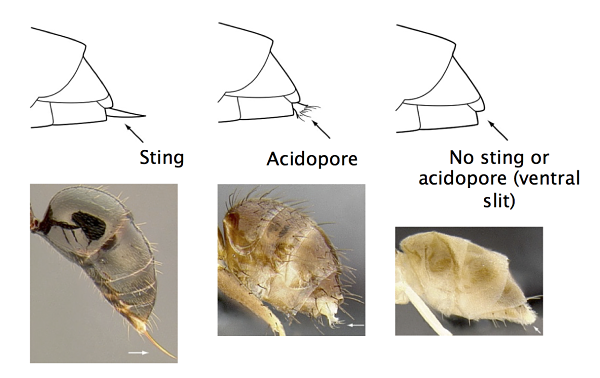 Sting
Acidopore
No sting or
acidopore (ventral
slit)